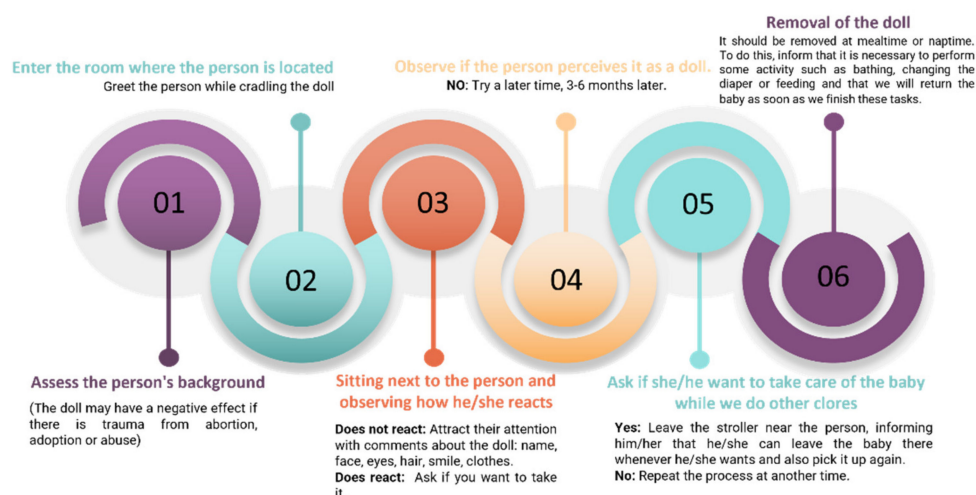 01
Assess the person's background
(The doll may have a negative effect if
there is trauma from abortion,
adoption or abuse)
Enter the room where the person is located
Greet the person while cradling the doll
02
03
Sitting next to the person and
observing how he/she reacts
Does not react: Attract their attention
with comments about the doll: name,
face, eyes, hair, smile, clothes.
Does react: Ask if you want to take
it
Observe if the person perceives it as a doll.
NO: Try a later time, 3-6 months later.
04
05
Ask if she/he want to take care of the baby
while we do other clores
Yes: Leave the stroller near the person, informing
him/her that he/she can leave the baby there
whenever he/she wants and also pick it up again.
No: Repeat the process at another time.
Removal of the doll
It should be removed at mealtime or naptime.
To do this, inform that it is necessary to perform
some activity such as bathing, changing the
diaper or feeding and that we will return the
baby as soon as we finish these tasks.
06